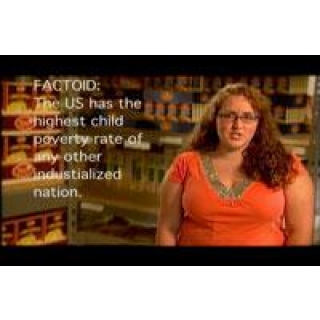 FACTOID:
The US has the
highest child
poverty rate of
any other
industialized
nation.